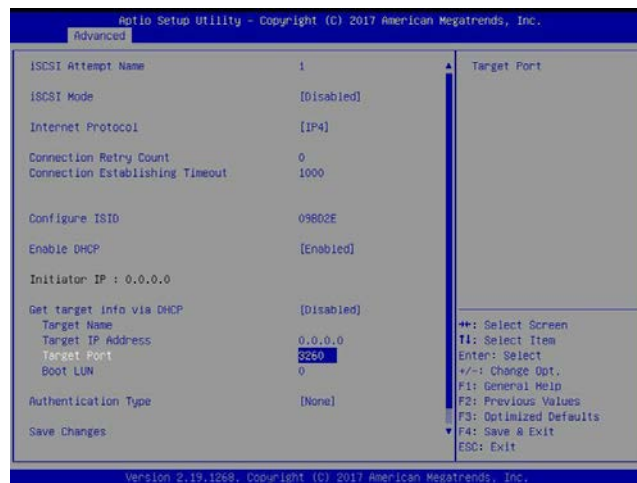 Aptio Setup Utility - Copyright (C) 2017 American Megatrends, Inc.
Advanced
iSCSI Attempt Name 1
iSCSI Mode [Disabled]
Internet Protocol [IP4]
Connection Retry Count 0
Connection Establishing Timeout 1000
Configure ISID 09BD2E
Enable DHCP [Enabled]
Initiator IP : 0.0.0.0
Get target info via DHCP [Disabled]
Target Name
Target IP Address 0.0.0.0
Target Port 3260
Boot LUN 0
Authentication Type [None]
Save Changes
Target Port
→←: Select Screen
↑↓: Select Item
Enter: Select
+/-: Change Opt.
F1: General Help
F2: Previous Values
F3: Optimized Defaults
F4: Save & Exit
ESC: Exit
Version 2.19.1268. Copyright (C) 2017 American Megatrends, Inc.